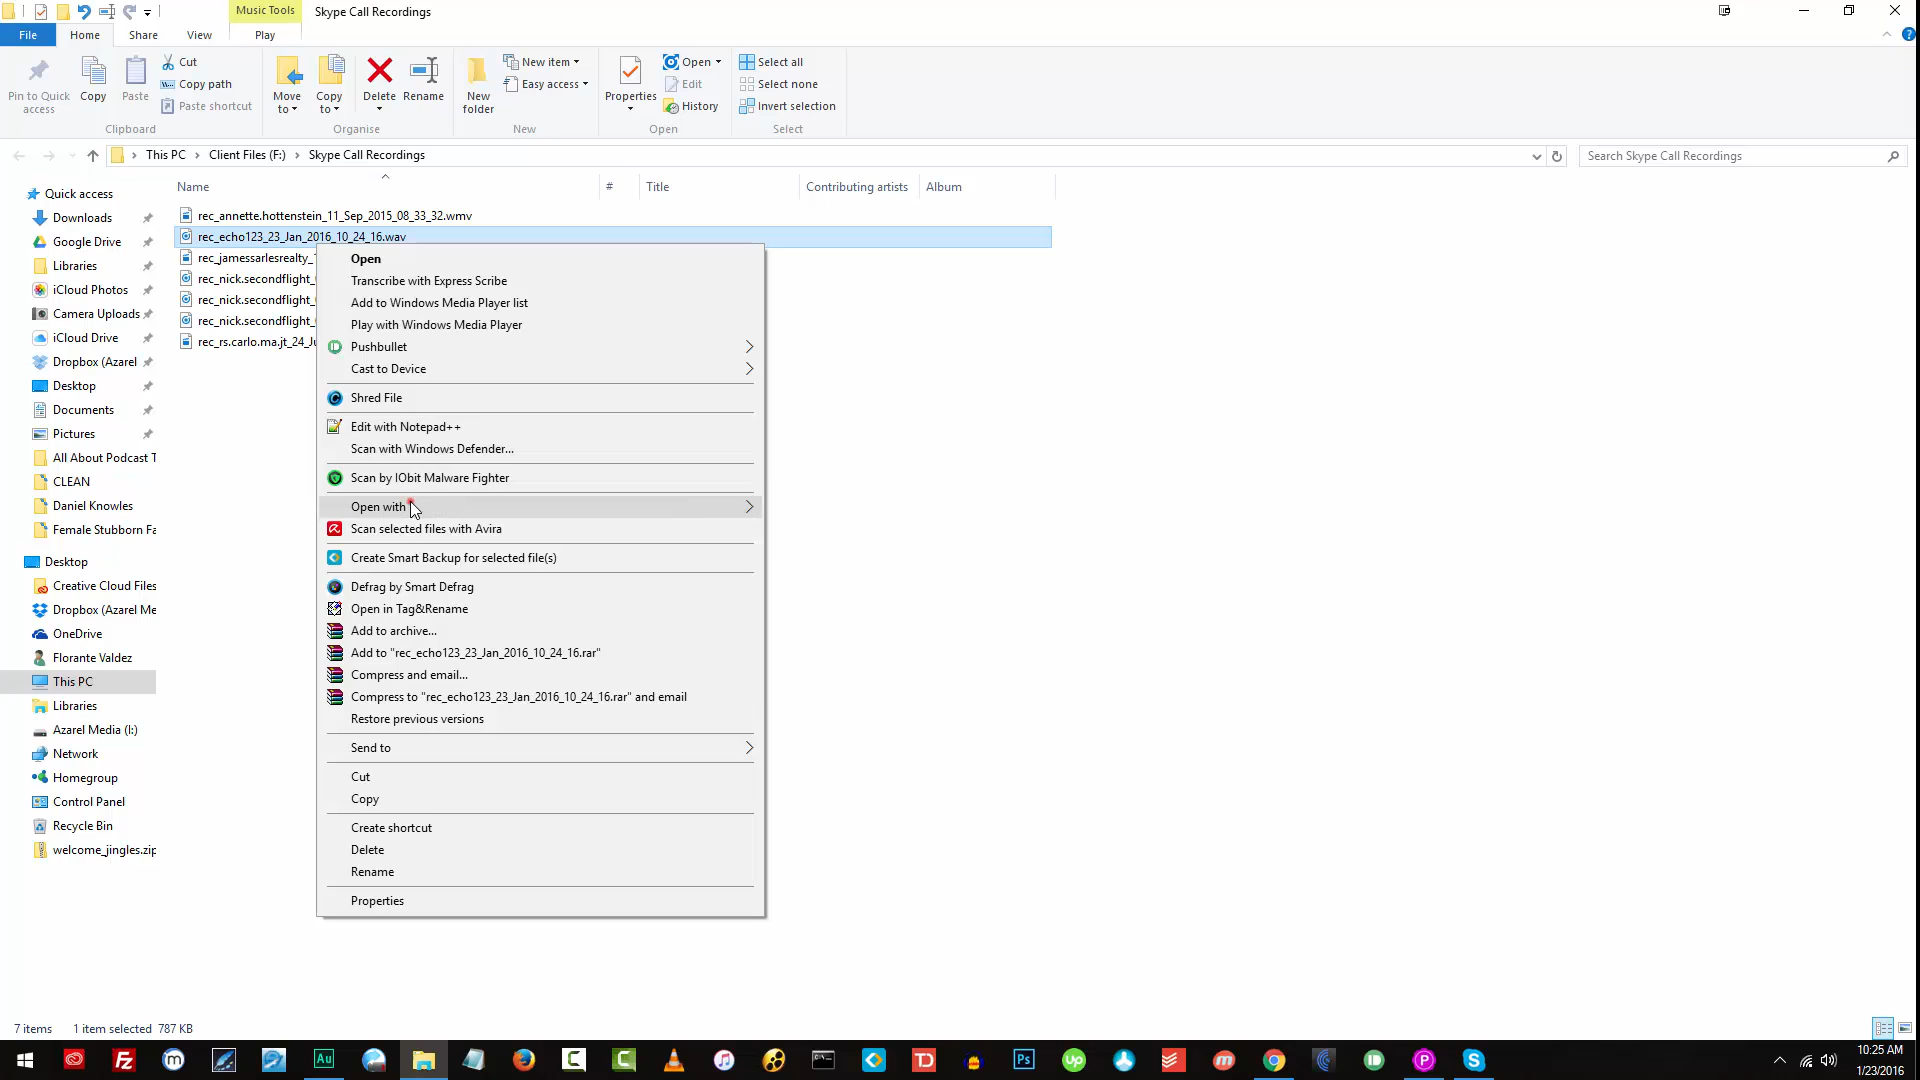 Music Tools
Skype Call Recordings
File
Home
Share
View
Play
Pin to Quick access
Copy
Paste
Cut
Copy path
Paste shortcut
Clipboard
Move to
Copy to
Delete
Rename
Organise
New folder
New item
Easy access
New
Properties
Open
Edit
History
Open
Select all
Select none
Invert selection
Select
This PC
Client Files (F:)
Skype Call Recordings
Search Skype Call Recordings
Name
#
Title
Contributing artists
Album
Quick access
Downloads
Google Drive
Libraries
iCloud Photos
Camera Uploads
iCloud Drive
Dropbox (Azarel
Desktop
Documents
Pictures
All About Podcast T
CLEAN
Daniel Knowles
Female Stubborn Fa
Desktop
Creative Cloud Files
Dropbox (Azarel Me
OneDrive
Florante Valdez
This PC
Libraries
Azarel Media (I:)
Network
Homegroup
Control Panel
Recycle Bin
welcome_jingles.zip
rec_annette.hottenstein_11_Sep_2015_08_33_32.wmv
rec_echo123_23_Jan_2016_10_24_16.wav
rec_jamessarlesrealty_
rec_nick.secondflight_
rec_nick.secondflight_
rec_nick.secondflight_
rec_rs.carlo.ma.jt_24_Ju
Open
Transcribe with Express Scribe
Add to Windows Media Player list
Play with Windows Media Player
Pushbullet
Cast to Device
Shred File
Edit with Notepad++
Scan with Windows Defender...
Scan by IObit Malware Fighter
Open with
Scan selected files with Avira
Create Smart Backup for selected file(s)
Defrag by Smart Defrag
Open in Tag&Rename
Add to archive...
Add to "rec_echo123_23_Jan_2016_10_24_16.rar"
Compress and email...
Compress to "rec_echo123_23_Jan_2016_10_24_16.rar" and email
Restore previous versions
Send to
Cut
Copy
Create shortcut
Delete
Rename
Properties
7 items
1 item selected 787 KB
10:25 AM
1/23/2016